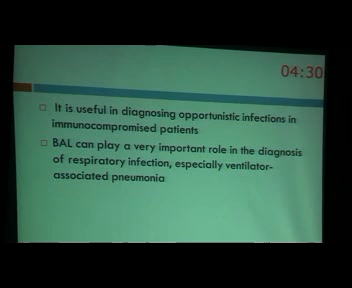 04:30
□ It is useful in diagnosing opportunistic infections in
immunocompromised patients
□ BAL can play a very important role in the diagnosis
of respiratory infection, especially ventilator-
associated pneumonia